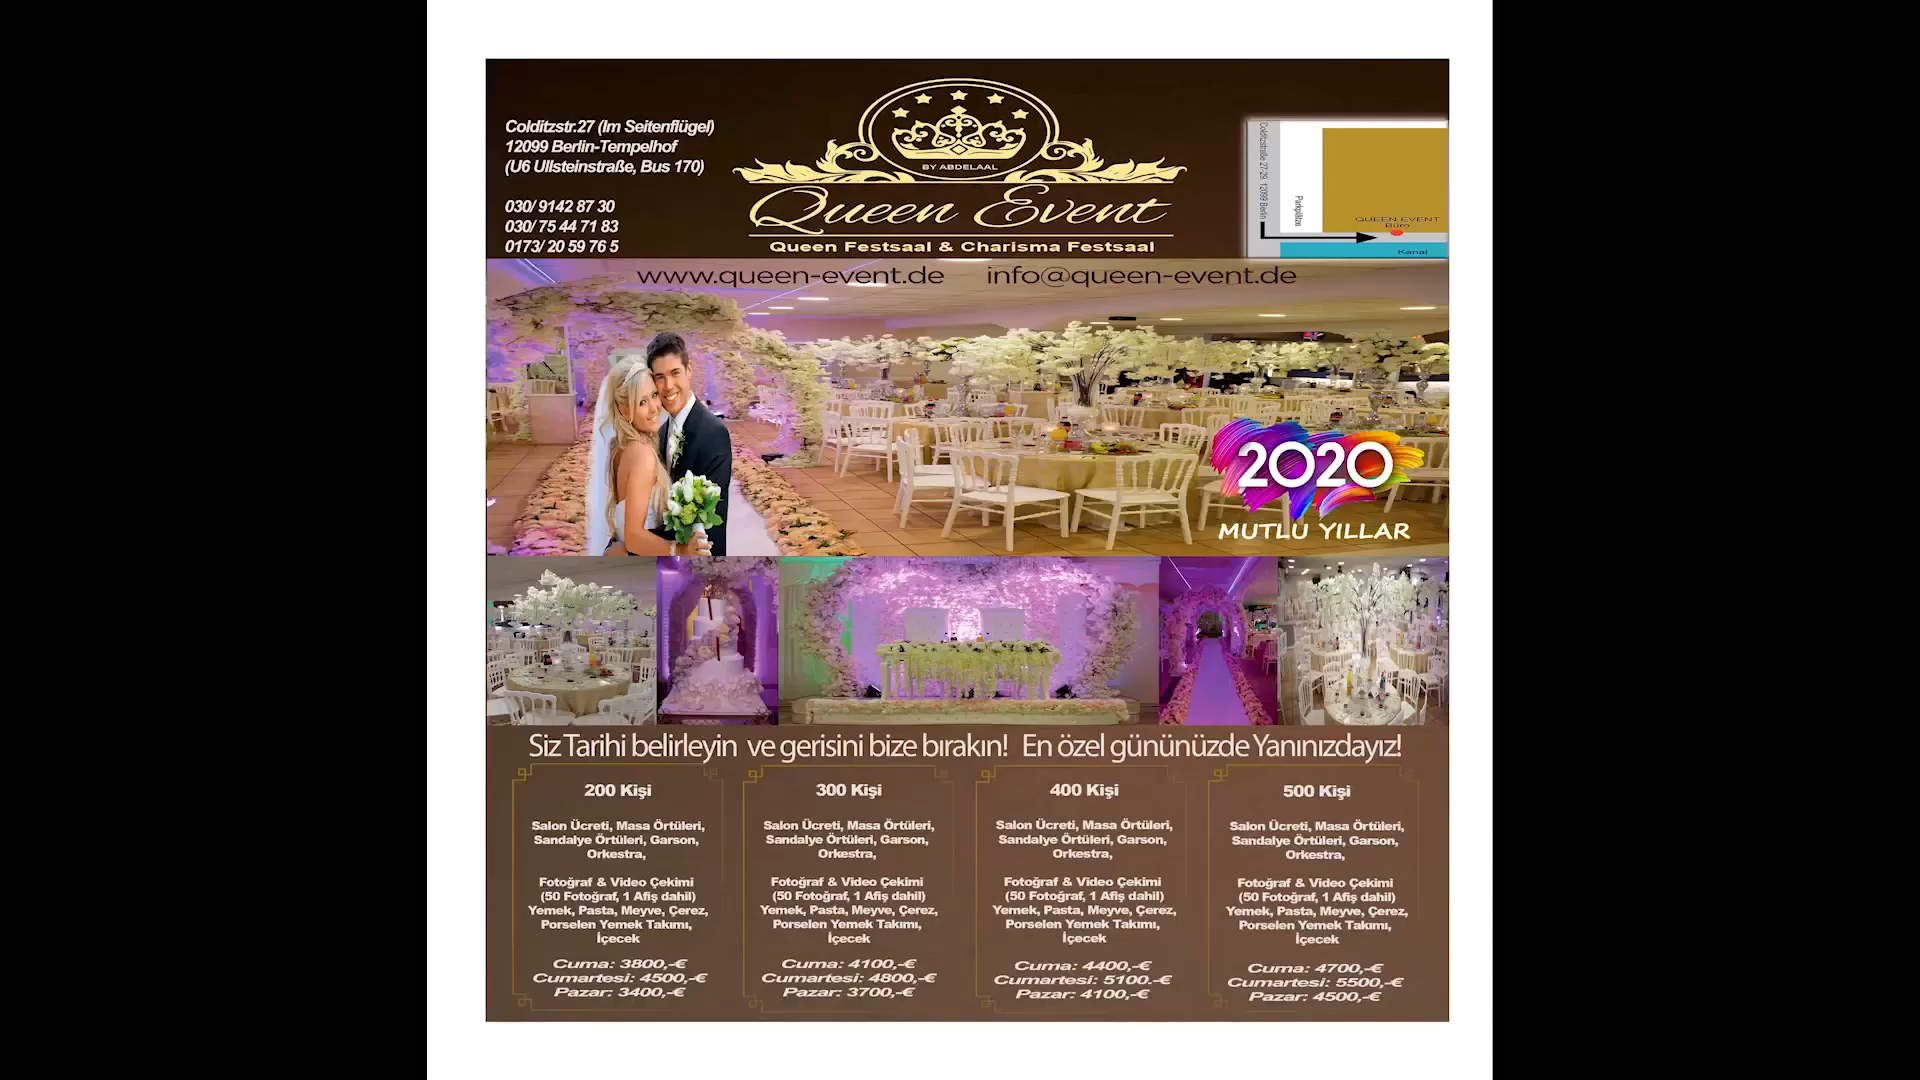 Colditzstr.27 (Im Seitenflügel)
12099 Berlin-Tempelhof
(U6 Ullsteinstraße, Bus 170)
030/ 9142 87 30
030/ 75 44 71 83
0173/ 20 59 76 5
BY ABDELAAL
Queen Event
Queen Festsaal & Charisma Festsaal
Colditzstraße 27-29. 12099 Berlin
Parkplätze
QUEEN EVENT
Büro
Kanal
www.queen-event.de info@queen-event.de
2020
MUTLU YILLAR
Siz Tarihi belirleyin ve gerisini bize bırakın! En özel gününüzde Yanınızdayız!
200 Kişi
Salon Ücreti, Masa Örtüleri,
Sandalye Örtüleri, Garson,
Orkestra,
Fotoğraf & Video Çekimi
(50 Fotoğraf, 1 Afiş dahil)
Yemek, Pasta, Meyve, Çerez,
Porselen Yemek Takımı,
İçecek
Cuma: 3800,-€
Cumartesi: 4500,-€
Pazar: 3400,-€
300 Kişi
Salon Ücreti, Masa Örtüleri,
Sandalye Örtüleri, Garson,
Orkestra,
Fotoğraf & Video Çekimi
(50 Fotoğraf, 1 Afiş dahil)
Yemek, Pasta, Meyve, Çerez,
Porselen Yemek Takımı,
İçecek
Cuma: 4100,-€
Cumartesi: 4800,-€
Pazar: 3700,-€
400 Kişi
Salon Ücreti, Masa Örtüleri,
Sandalye Örtüleri, Garson,
Orkestra,
Fotoğraf & Video Çekimi
(50 Fotoğraf, 1 Afiş dahil)
Yemek, Pasta, Meyve, Çerez,
Porselen Yemek Takımı,
İçecek
Cuma: 4400,-€
Cumartesi: 5100.-€
Pazar: 4100,-€
500 Kişi
Salon Ücreti, Masa Örtüleri,
Sandalye Örtüleri, Garson,
Orkestra,
Fotoğraf & Video Çekimi
(50 Fotoğraf, 1 Afiş dahil)
Yemek, Pasta, Meyve, Çerez,
Porselen Yemek Takımı,
İçecek
Cuma: 4700,-€
Cumartesi: 5500,-€
Pazar: 4500,-€